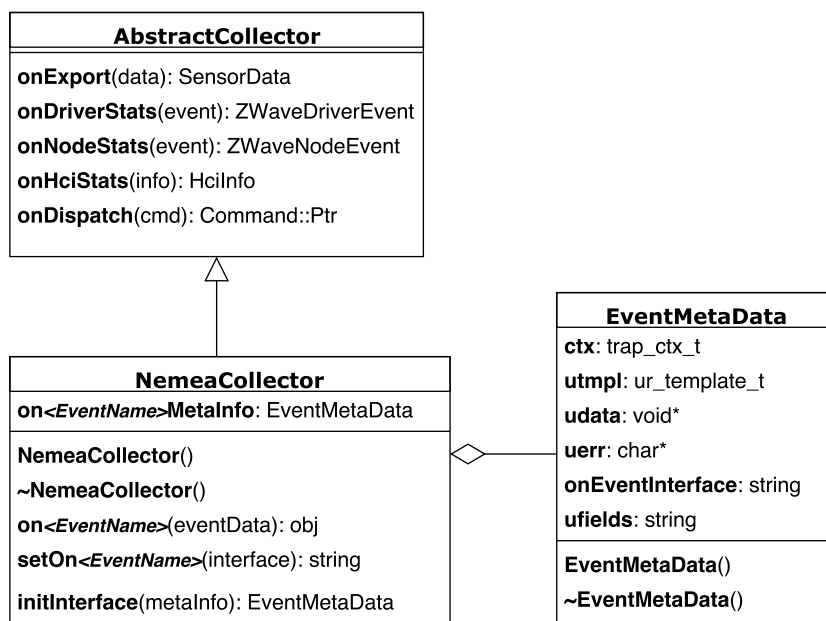 AbstractCollector
onExport(data): SensorData
onDriverStats(event): ZWaveDriverEvent
onNodeStats(event): ZWaveNodeEvent
onHciStats(info): HciInfo
onDispatch(cmd): Command::Ptr
NemeaCollector
on<EventName>MetaInfo: EventMetaData
NemeaCollector()
~NemeaCollector()
on<EventName>(eventData): obj
setOn<EventName>(interface): string
initInterface(metaInfo): EventMetaData
EventMetaData
ctx: trap_ctx_t
utmpl: ur_template_t
udata: void*
uerr: char*
onEventInterface: string
ufields: string
EventMetaData()
~EventMetaData()